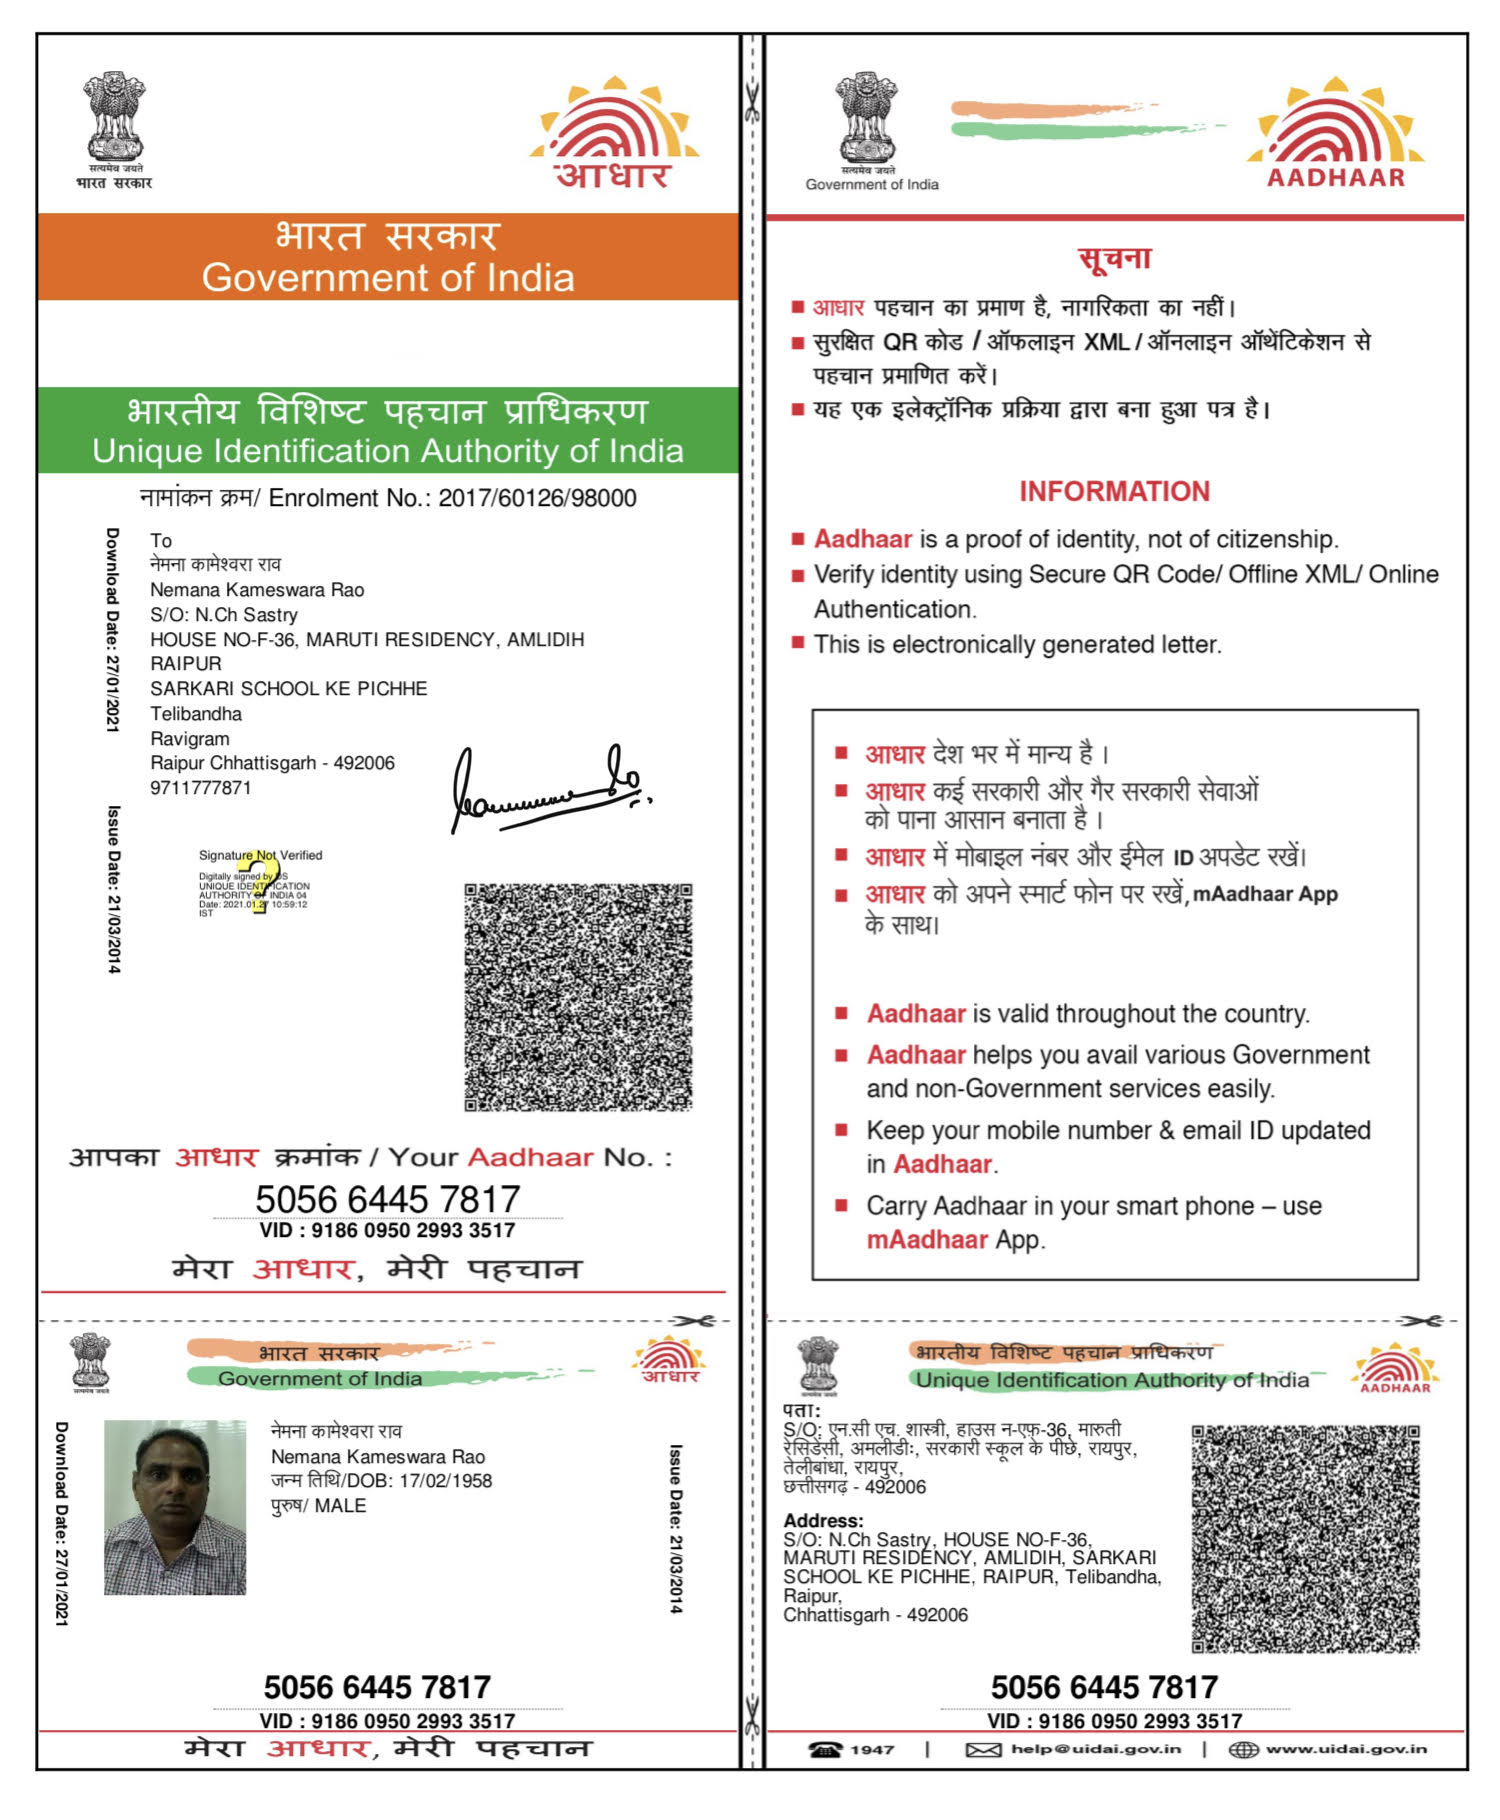 सत्यमेव जयते
भारत सरकार
आधार
भारत सरकार
Government of India
भारतीय विशिष्ट पहचान प्राधिकरण
Unique Identification Authority of India
नामांकन क्रम/ Enrolment No.: 2017/60126/98000
Download Date: 27/01/2021
Issue Date: 21/03/2014
To
नेमना कामेश्वरा राव
Nemana Kameswara Rao
S/O: N.Ch Sastry
HOUSE NO-F-36, MARUTI RESIDENCY, AMLIDIH
RAIPUR
SARKARI SCHOOL KE PICHHE
Telibandha
Ravigram
Raipur Chhattisgarh - 492006
9711777871
Signature Not Verified
Digitally signed by DS
UNIQUE IDENTIFICATION
AUTHORITY OF INDIA 04
Date: 2021.01.27 10:59:12
IST
आपका आधार क्रमांक / Your Aadhaar No. :
5056 6445 7817
VID : 9186 0950 2993 3517
मेरा आधार, मेरी पहचान
सत्यमेव जयते
भारत सरकार
Government of India
आधार
Download Date: 27/01/2021
नेमना कामेश्वरा राव
Nemana Kameswara Rao
जन्म तिथि/DOB: 17/02/1958
पुरुष/ MALE
Issue Date: 21/03/2014
5056 6445 7817
VID : 9186 0950 2993 3517
मेरा आधार, मेरी पहचान
सत्यमेव जयते
Government of India
AADHAAR
सूचना
आधार पहचान का प्रमाण है, नागरिकता का नहीं।
सुरक्षित QR कोड / ऑफलाइन XML / ऑनलाइन ऑथेंटिकेशन से
पहचान प्रमाणित करें।
यह एक इलेक्ट्रॉनिक प्रक्रिया द्वारा बना हुआ पत्र है।
INFORMATION
Aadhaar is a proof of identity, not of citizenship.
Verify identity using Secure QR Code/ Offline XML/ Online
Authentication.
This is electronically generated letter.
आधार देश भर में मान्य है ।
आधार कई सरकारी और गैर सरकारी सेवाओं
को पाना आसान बनाता है ।
आधार में मोबाइल नंबर और ईमेल ID अपडेट रखें।
आधार को अपने स्मार्ट फोन पर रखें, mAadhaar App
के साथ।
Aadhaar is valid throughout the country.
Aadhaar helps you avail various Government
and non-Government services easily.
Keep your mobile number & email ID updated
in Aadhaar.
Carry Aadhaar in your smart phone – use
mAadhaar App.
सत्यमेव जयते
भारतीय विशिष्ट पहचान प्राधिकरण
Unique Identification Authority of India
AADHAAR
पता:
S/O: एन.सी एच. शास्त्री, हाउस न-एफ़-36, मारुती
रेसिडेंसी, अमलीडीः, सरकारी स्कूल के पीछे, रायपुर,
तेलीबांधा, रायपुर,
छत्तीसगढ़ - 492006
Address:
S/O: N.Ch Sastry, HOUSE NO-F-36,
MARUTI RESIDENCY, AMLIDIH, SARKARI
SCHOOL KE PICHHE, RAIPUR, Telibandha,
Raipur,
Chhattisgarh - 492006
5056 6445 7817
VID : 9186 0950 2993 3517
1947 | help@uidai.gov.in | www.uidai.gov.in